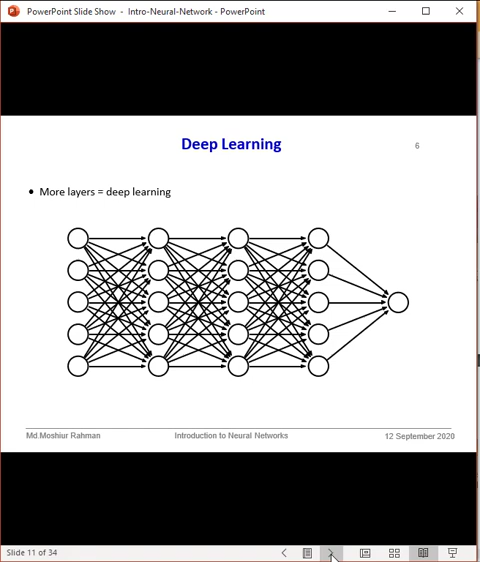 PowerPoint Slide Show - Intro-Neural-Network - PowerPoint
Deep Learning
6
• More layers = deep learning
Md.Moshiur Rahman
Introduction to Neural Networks
12 September 2020
Slide 11 of 34